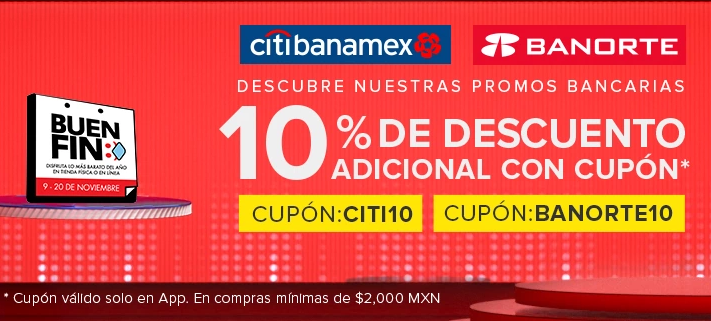 citibanamex
BANORTE
DESCUBRE NUESTRAS PROMOS BANCARIAS
10% DE DESCUENTO
ADICIONAL CON CUPÓN*
CUPÓN:CITI10
CUPÓN:BANORTE10
BUEN
FIN
DISFRUTA LO MÁS BARATO DEL AÑO
EN TIENDA FÍSICA O EN LÍNEA
9 - 20 DE NOVIEMBRE
* Cupón válido solo en App. En compras mínimas de $2,000 MXN